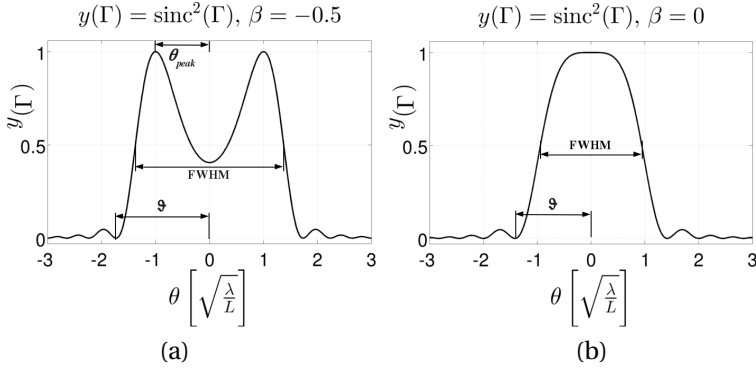 y(Γ) = sinc²(Γ), β = −0.5
θpeak
FWHM
ϑ
y(Γ)
1
0.5
0
-3 -2 -1 0 1 2 3
θ [√(λ/L)]
(a)
y(Γ) = sinc²(Γ), β = 0
FWHM
ϑ
y(Γ)
1
0.5
0
-3 -2 -1 0 1 2 3
θ [√(λ/L)]
(b)